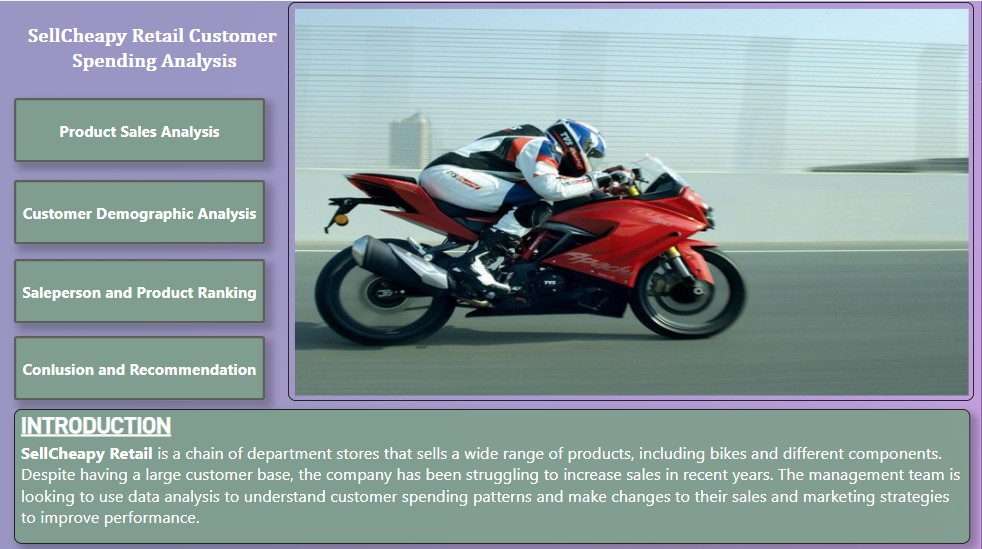 SellCheapy Retail Customer
Spending Analysis
Product Sales Analysis
Customer Demographic Analysis
Saleperson and Product Ranking
Conlusion and Recommendation
Apache
TVS
INTRODUCTION
SellCheapy Retail is a chain of department stores that sells a wide range of products, including bikes and different components.
Despite having a large customer base, the company has been struggling to increase sales in recent years. The management team is
looking to use data analysis to understand customer spending patterns and make changes to their sales and marketing strategies
to improve performance.